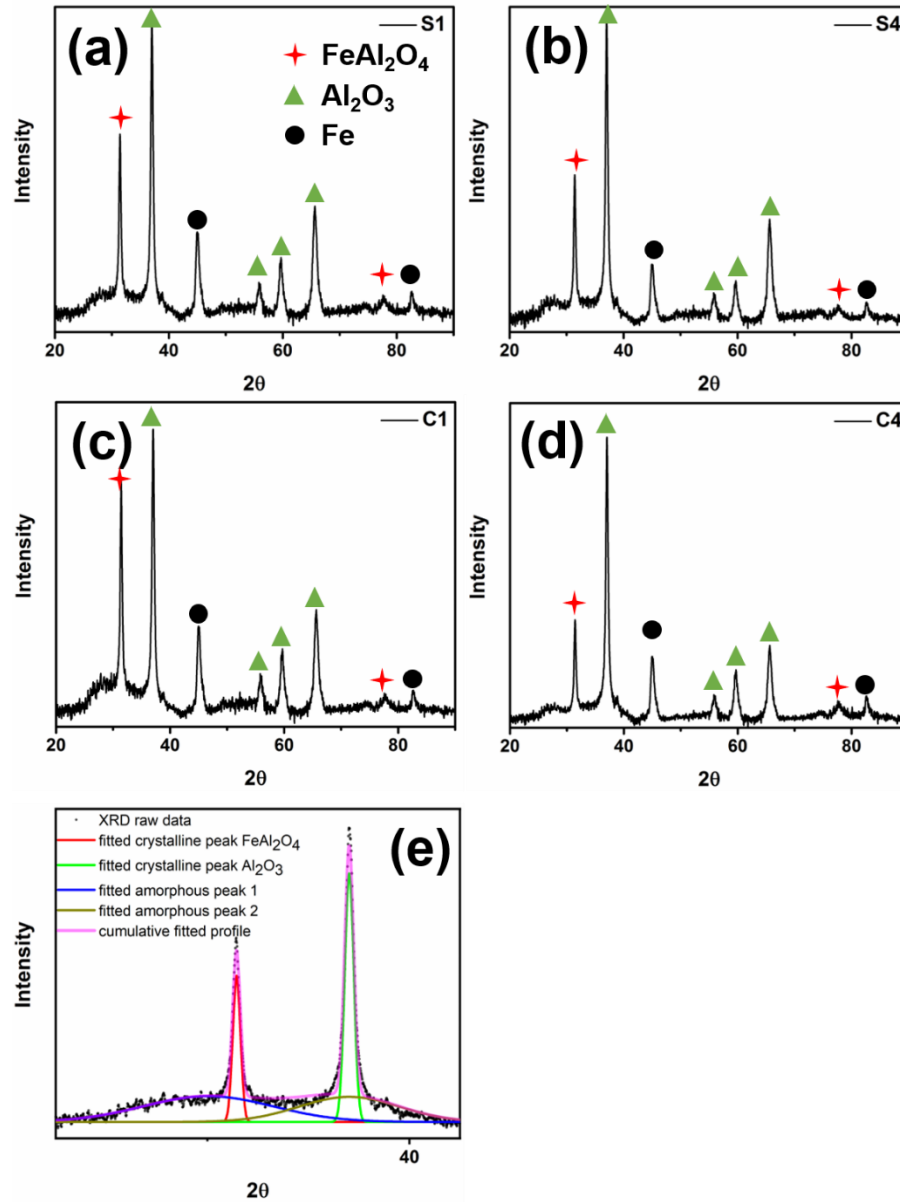 (a)
S1
FeAl₂O₄
Al₂O₃
Fe
Intensity
20 40 60 80
2θ
(b)
S4
Intensity
20 40 60 80
2θ
(c)
C1
Intensity
20 40 60 80
2θ
(d)
C4
Intensity
20 40 60 80
2θ
(e)
XRD raw data
fitted crystalline peak FeAl₂O₄
fitted crystalline peak Al₂O₃
fitted amorphous peak 1
fitted amorphous peak 2
cumulative fitted profile
Intensity
40
2θ